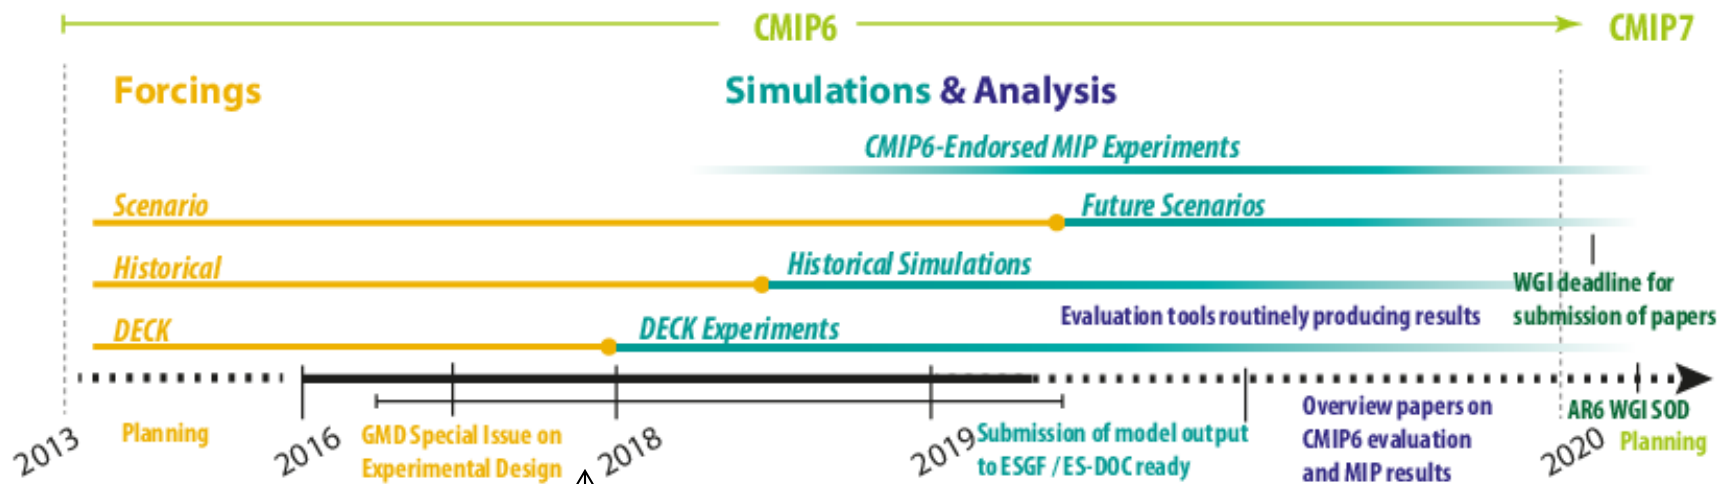 CMIP6
CMIP7
Forcings
Simulations & Analysis
CMIP6-Endorsed MIP Experiments
Scenario
Future Scenarios
Historical
Historical Simulations
WGI deadline for
submission of papers
Evaluation tools routinely producing results
DECK
DECK Experiments
2013
Planning
2016
GMD Special Issue on
Experimental Design
2018
2019
Submission of model output
to ESGF / ES-DOC ready
Overview papers on
CMIP6 evaluation
and MIP results
2020
AR6 WGI SOD
Planning